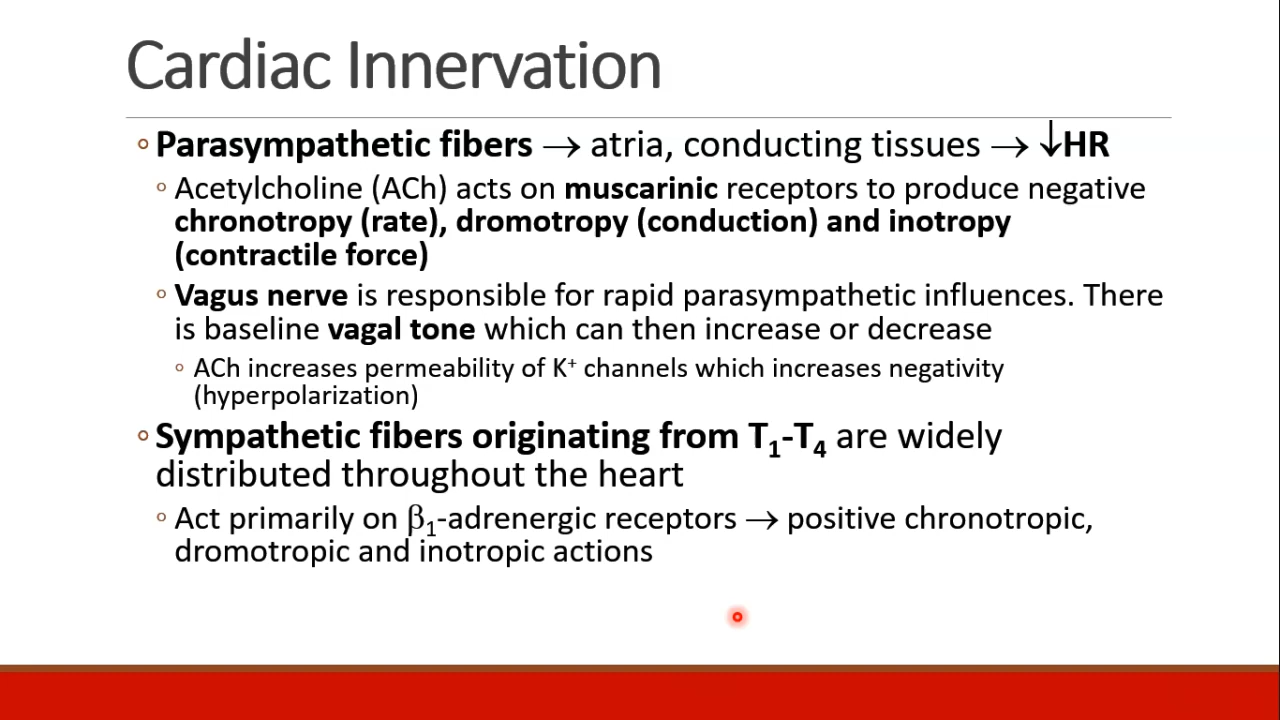 Cardiac Innervation
◦ Parasympathetic fibers → atria, conducting tissues → ↓HR
◦ Acetylcholine (ACh) acts on muscarinic receptors to produce negative
chronotropy (rate), dromotropy (conduction) and inotropy
(contractile force)
◦ Vagus nerve is responsible for rapid parasympathetic influences. There
is baseline vagal tone which can then increase or decrease
◦ ACh increases permeability of K⁺ channels which increases negativity
(hyperpolarization)
◦ Sympathetic fibers originating from T₁-T₄ are widely
distributed throughout the heart
◦ Act primarily on β₁-adrenergic receptors → positive chronotropic,
dromotropic and inotropic actions